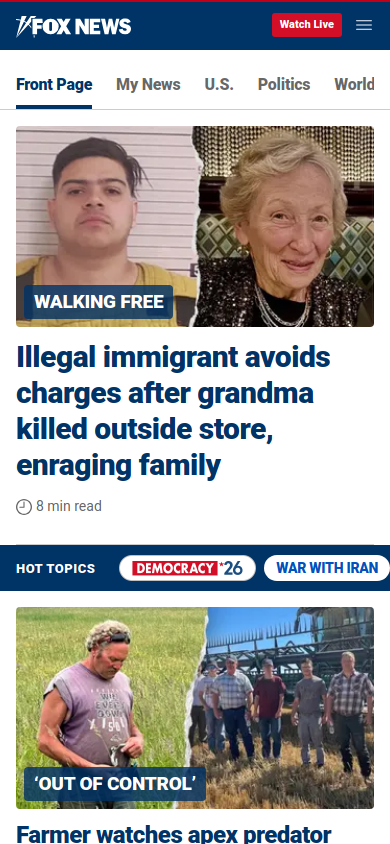 FOX NEWS
Watch Live
Front Page My News U.S. Politics World
WALKING FREE
Illegal immigrant avoids
charges after grandma
killed outside store,
enraging family
8 min read
HOT TOPICS DEMOCRACY '26 WAR WITH IRAN
'OUT OF CONTROL'
Farmer watches apex predator